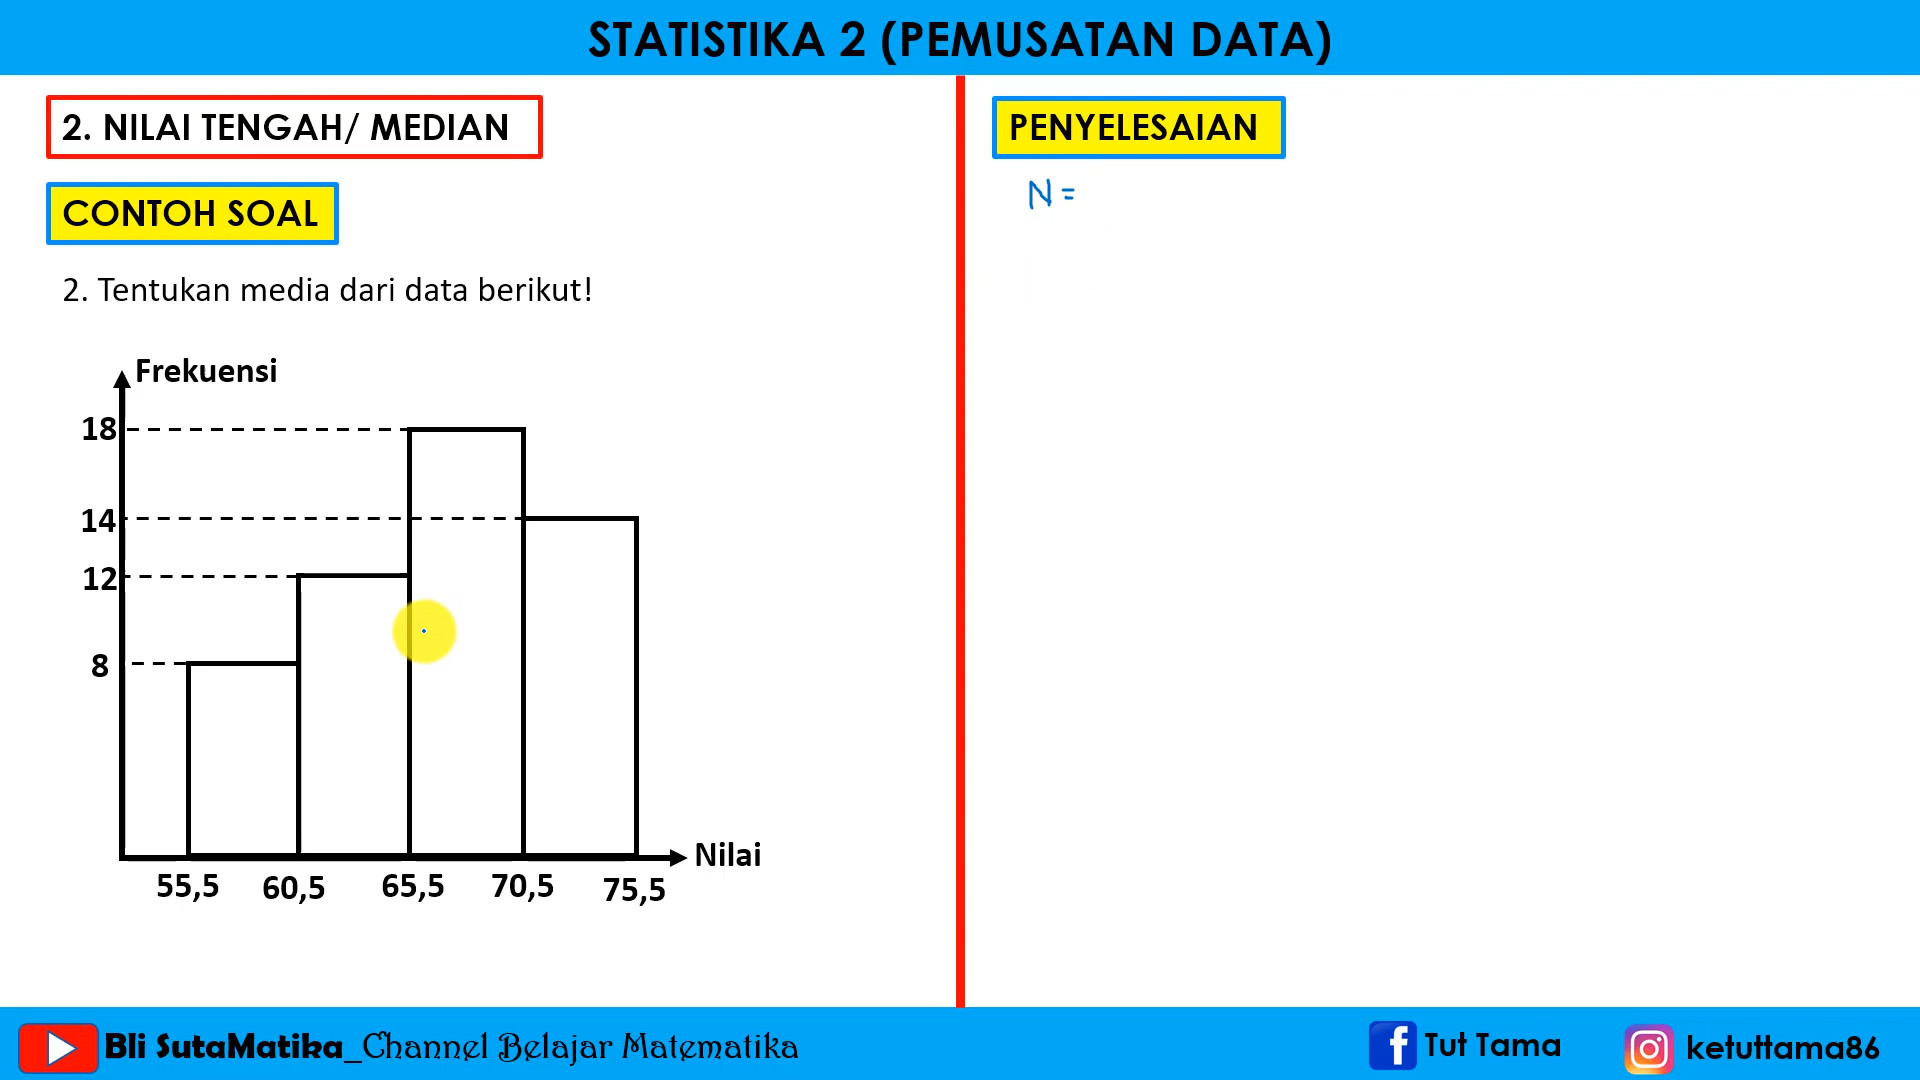 STATISTIKA 2 (PEMUSATAN DATA)
2. NILAI TENGAH/ MEDIAN
CONTOH SOAL
2. Tentukan media dari data berikut!
Frekuensi
18
14
12
8
Nilai
55,5 60,5 65,5 70,5 75,5
PENYELESAIAN
N =
Bli SutaMatika_Channel Belajar Matematika
Tut Tama
ketuttama86